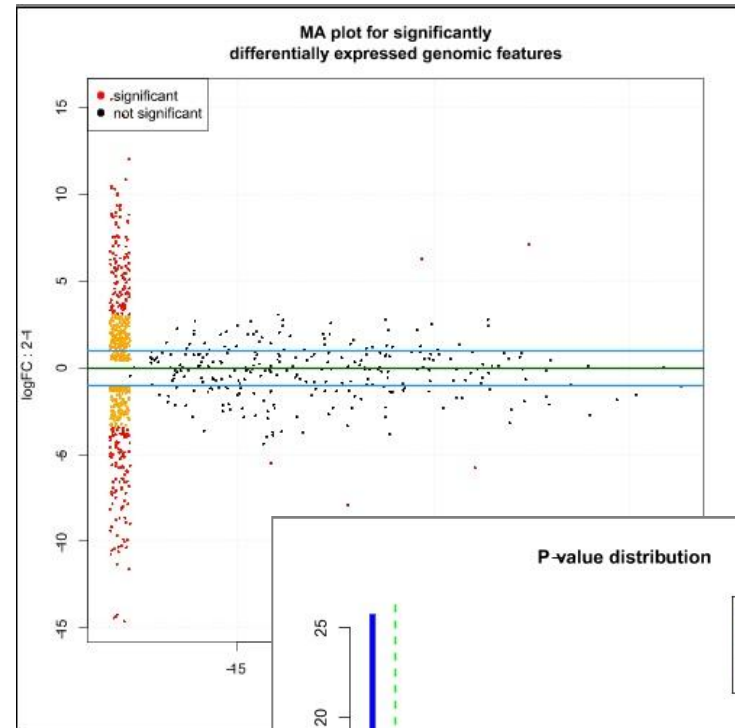 MA plot for significantly
differentially expressed genomic features
significant
not significant
15
10
5
0
-5
-10
-15
logFC : 2-1
-15
P-value distribution
25
20